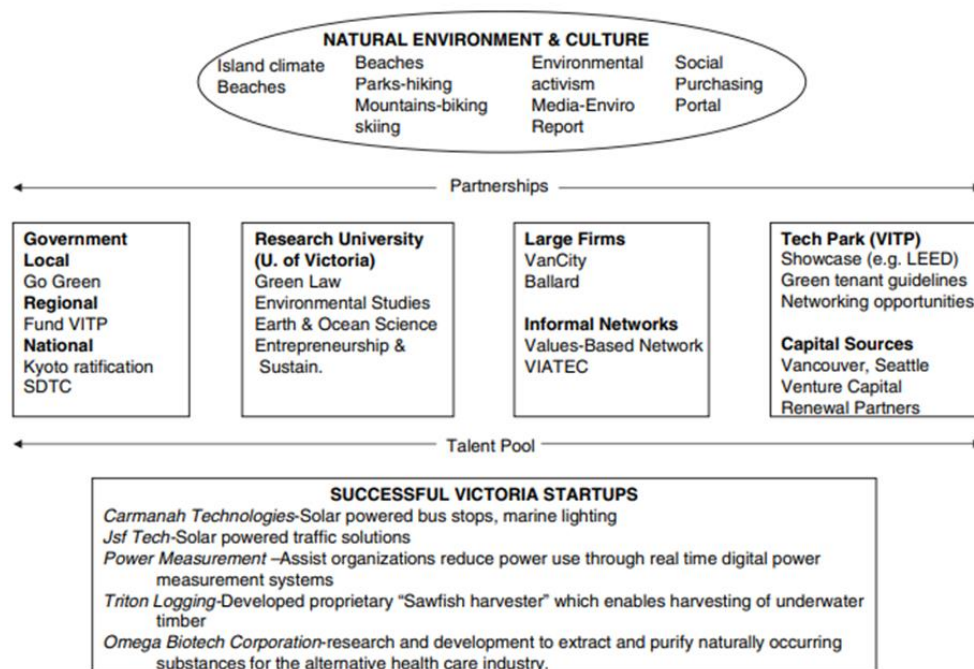 NATURAL ENVIRONMENT & CULTURE
Island climate
Beaches
Beaches
Parks-hiking
Mountains-biking
skiing
Environmental
activism
Media-Enviro
Report
Social
Purchasing
Portal
Partnerships
Government
Local
Go Green
Regional
Fund VITP
National
Kyoto ratification
SDTC
Research University
(U. of Victoria)
Green Law
Environmental Studies
Earth & Ocean Science
Entrepreneurship &
Sustain.
Large Firms
VanCity
Ballard
Informal Networks
Values-Based Network
VIATEC
Tech Park (VITP)
Showcase (e.g. LEED)
Green tenant guidelines
Networking opportunities
Capital Sources
Vancouver, Seattle
Venture Capital
Renewal Partners
Talent Pool
SUCCESSFUL VICTORIA STARTUPS
Carmanah Technologies-Solar powered bus stops, marine lighting
Jsf Tech-Solar powered traffic solutions
Power Measurement –Assist organizations reduce power use through real time digital power
measurement systems
Triton Logging-Developed proprietary “Sawfish harvester” which enables harvesting of underwater
timber
Omega Biotech Corporation-research and development to extract and purify naturally occurring
substances for the alternative health care industry.